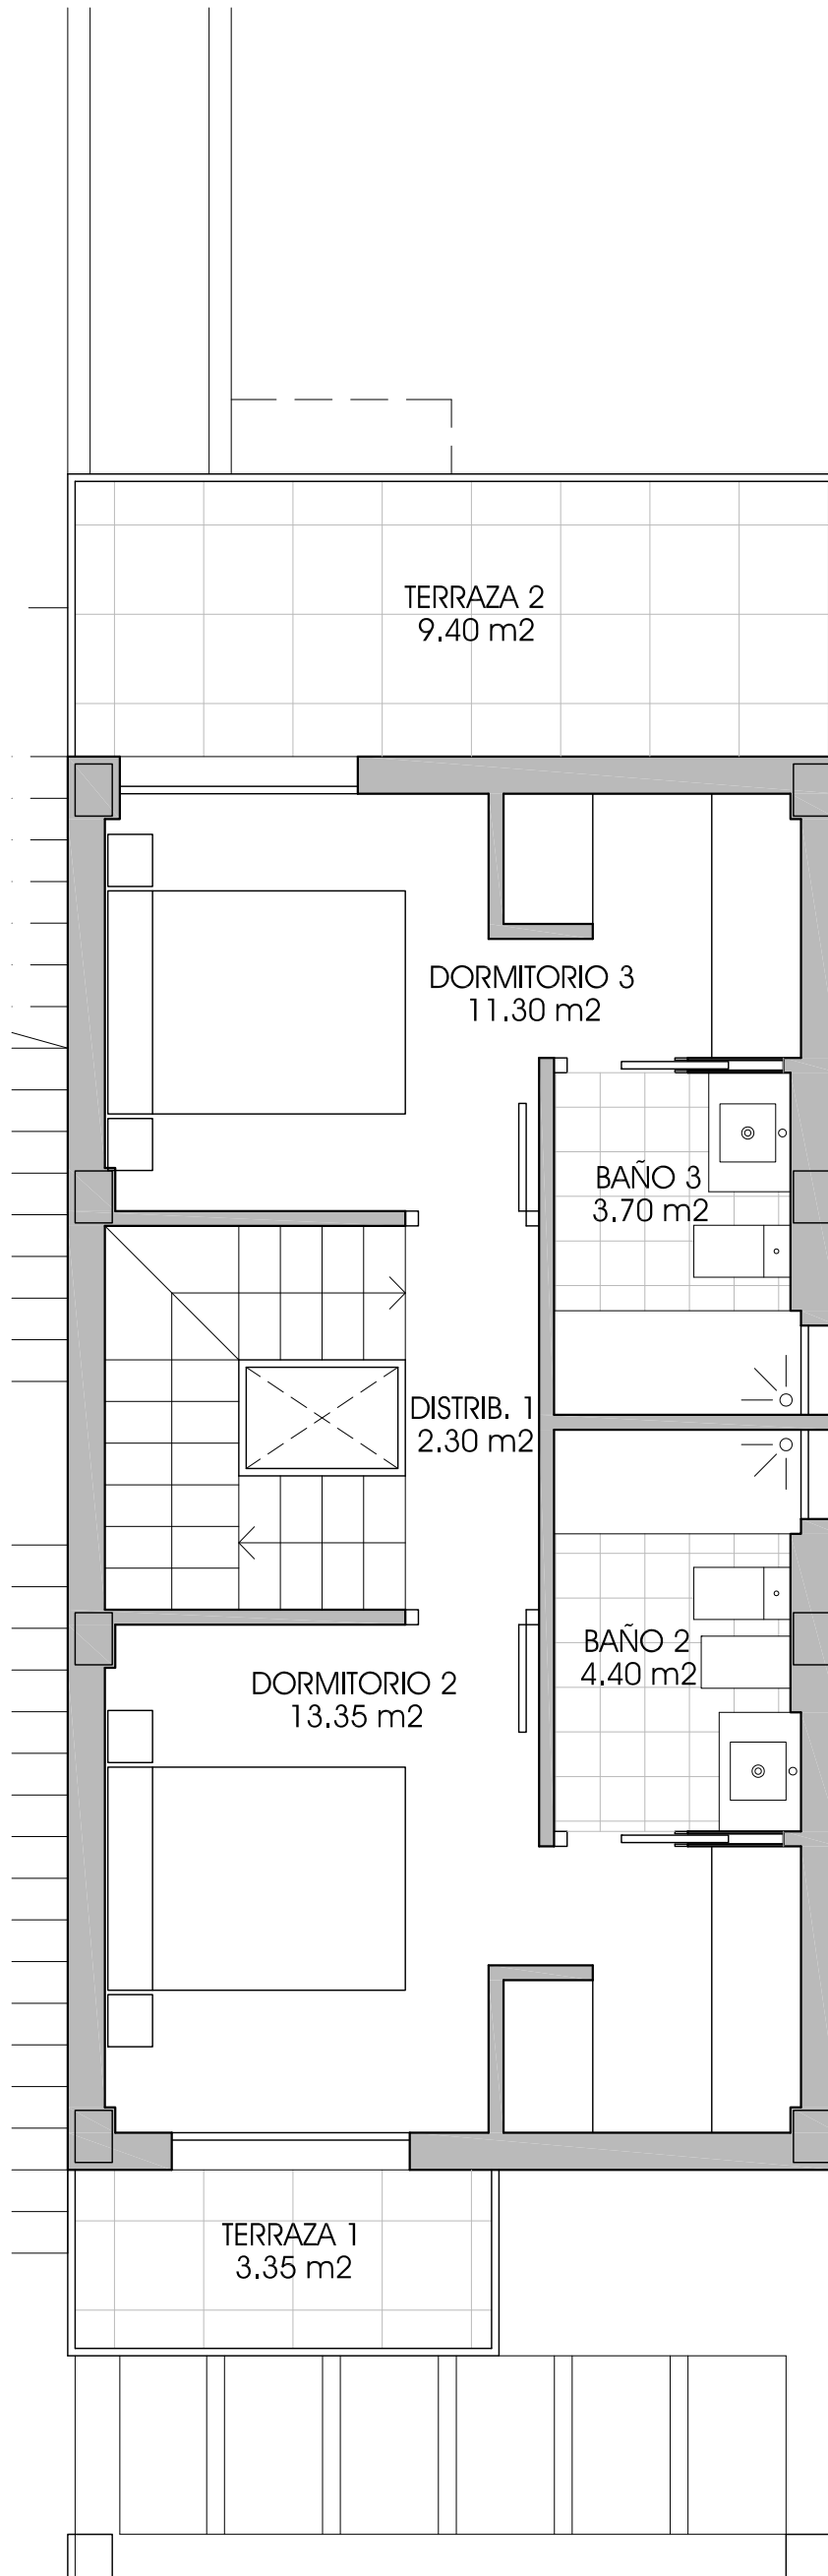 TERRAZA 2
9.40 m2
DORMITORIO 3
11.30 m2
BAÑO 3
3.70 m2
DISTRIB. 1
2.30 m2
BAÑO 2
4.40 m2
DORMITORIO 2
13.35 m2
TERRAZA 1
3.35 m2